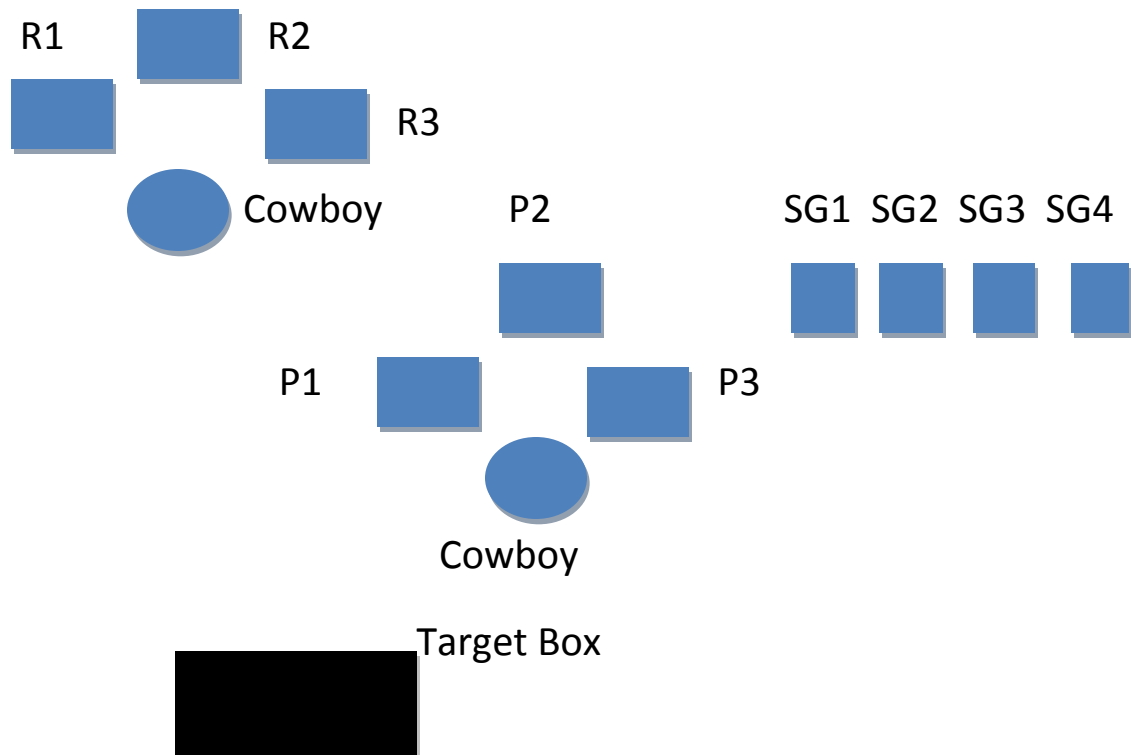 R1 R2
R3
Cowboy P2 SG1 SG2 SG3 SG4
P1 P3
Cowboy
Target Box